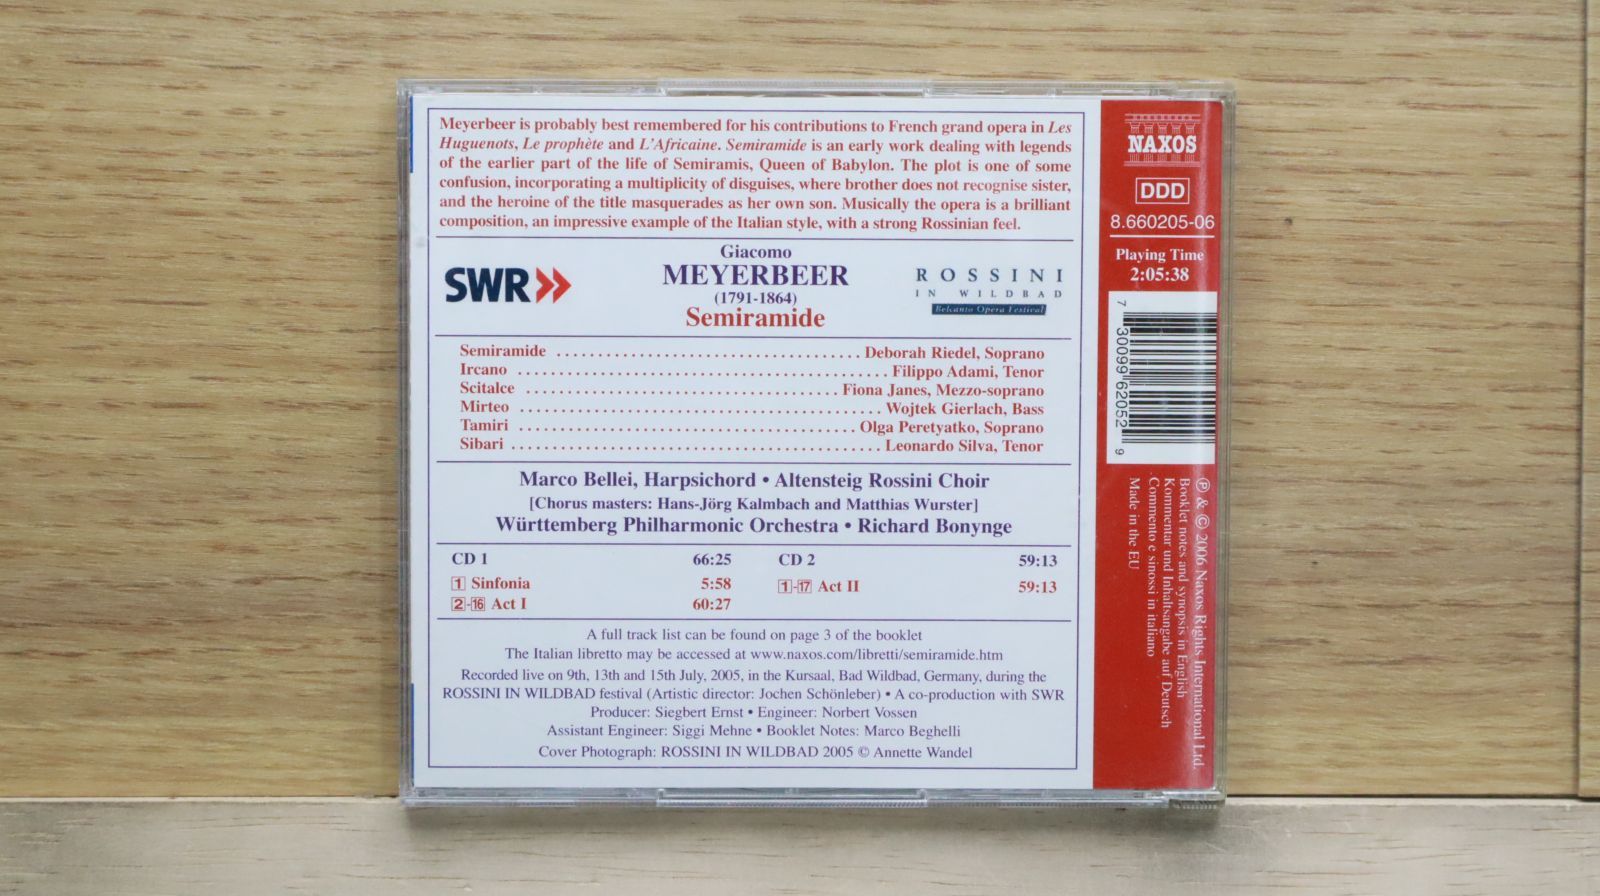 Meyerbeer is probably best remembered for his contributions to French grand opera in Les
Huguenots, Le prophète and L'Africaine. Semiramide is an early work dealing with legends
of the earlier part of the life of Semiramis, Queen of Babylon. The plot is one of some
confusion, incorporating a multiplicity of disguises, where brother does not recognise sister,
and the heroine of the title masquerades as her own son. Musically the opera is a brilliant
composition, an impressive example of the Italian style, with a strong Rossinian feel.
SWR
Giacomo
MEYERBEER
(1791-1864)
Semiramide
ROSSINI
IN WILDBAD
Belcanto Opera Festival
Semiramide ..................................... Deborah Riedel, Soprano
Ircano ............................................. Filippo Adami, Tenor
Scitalce ...................................... Fiona Janes, Mezzo-soprano
Mirteo ............................................ Wojtek Gierlach, Bass
Tamiri ......................................... Olga Peretyatko, Soprano
Sibari ............................................. Leonardo Silva, Tenor
Marco Bellei, Harpsichord • Altensteig Rossini Choir
[Chorus masters: Hans-Jörg Kalmbach and Matthias Wurster]
Württemberg Philharmonic Orchestra • Richard Bonynge
CD 1 66:25
1 Sinfonia 5:58
2-16 Act I 60:27
CD 2 59:13
1-17 Act II 59:13
A full track list can be found on page 3 of the booklet
The Italian libretto may be accessed at www.naxos.com/libretti/semiramide.htm
Recorded live on 9th, 13th and 15th July, 2005, in the Kursaal, Bad Wildbad, Germany, during the
ROSSINI IN WILDBAD festival (Artistic director: Jochen Schönleber) • A co-production with SWR
Producer: Siegbert Ernst • Engineer: Norbert Vossen
Assistant Engineer: Siggi Mehne • Booklet Notes: Marco Beghelli
Cover Photograph: ROSSINI IN WILDBAD 2005 © Annette Wandel
NAXOS
DDD
8.660205-06
Playing Time
2:05:38
7 30099 62052 9
℗ & © 2006 Naxos Rights International Ltd.
Booklet notes and synopsis in English
Kommentar und Inhaltsangabe auf Deutsch
Commento e sinossi in italiano
Made in the EU